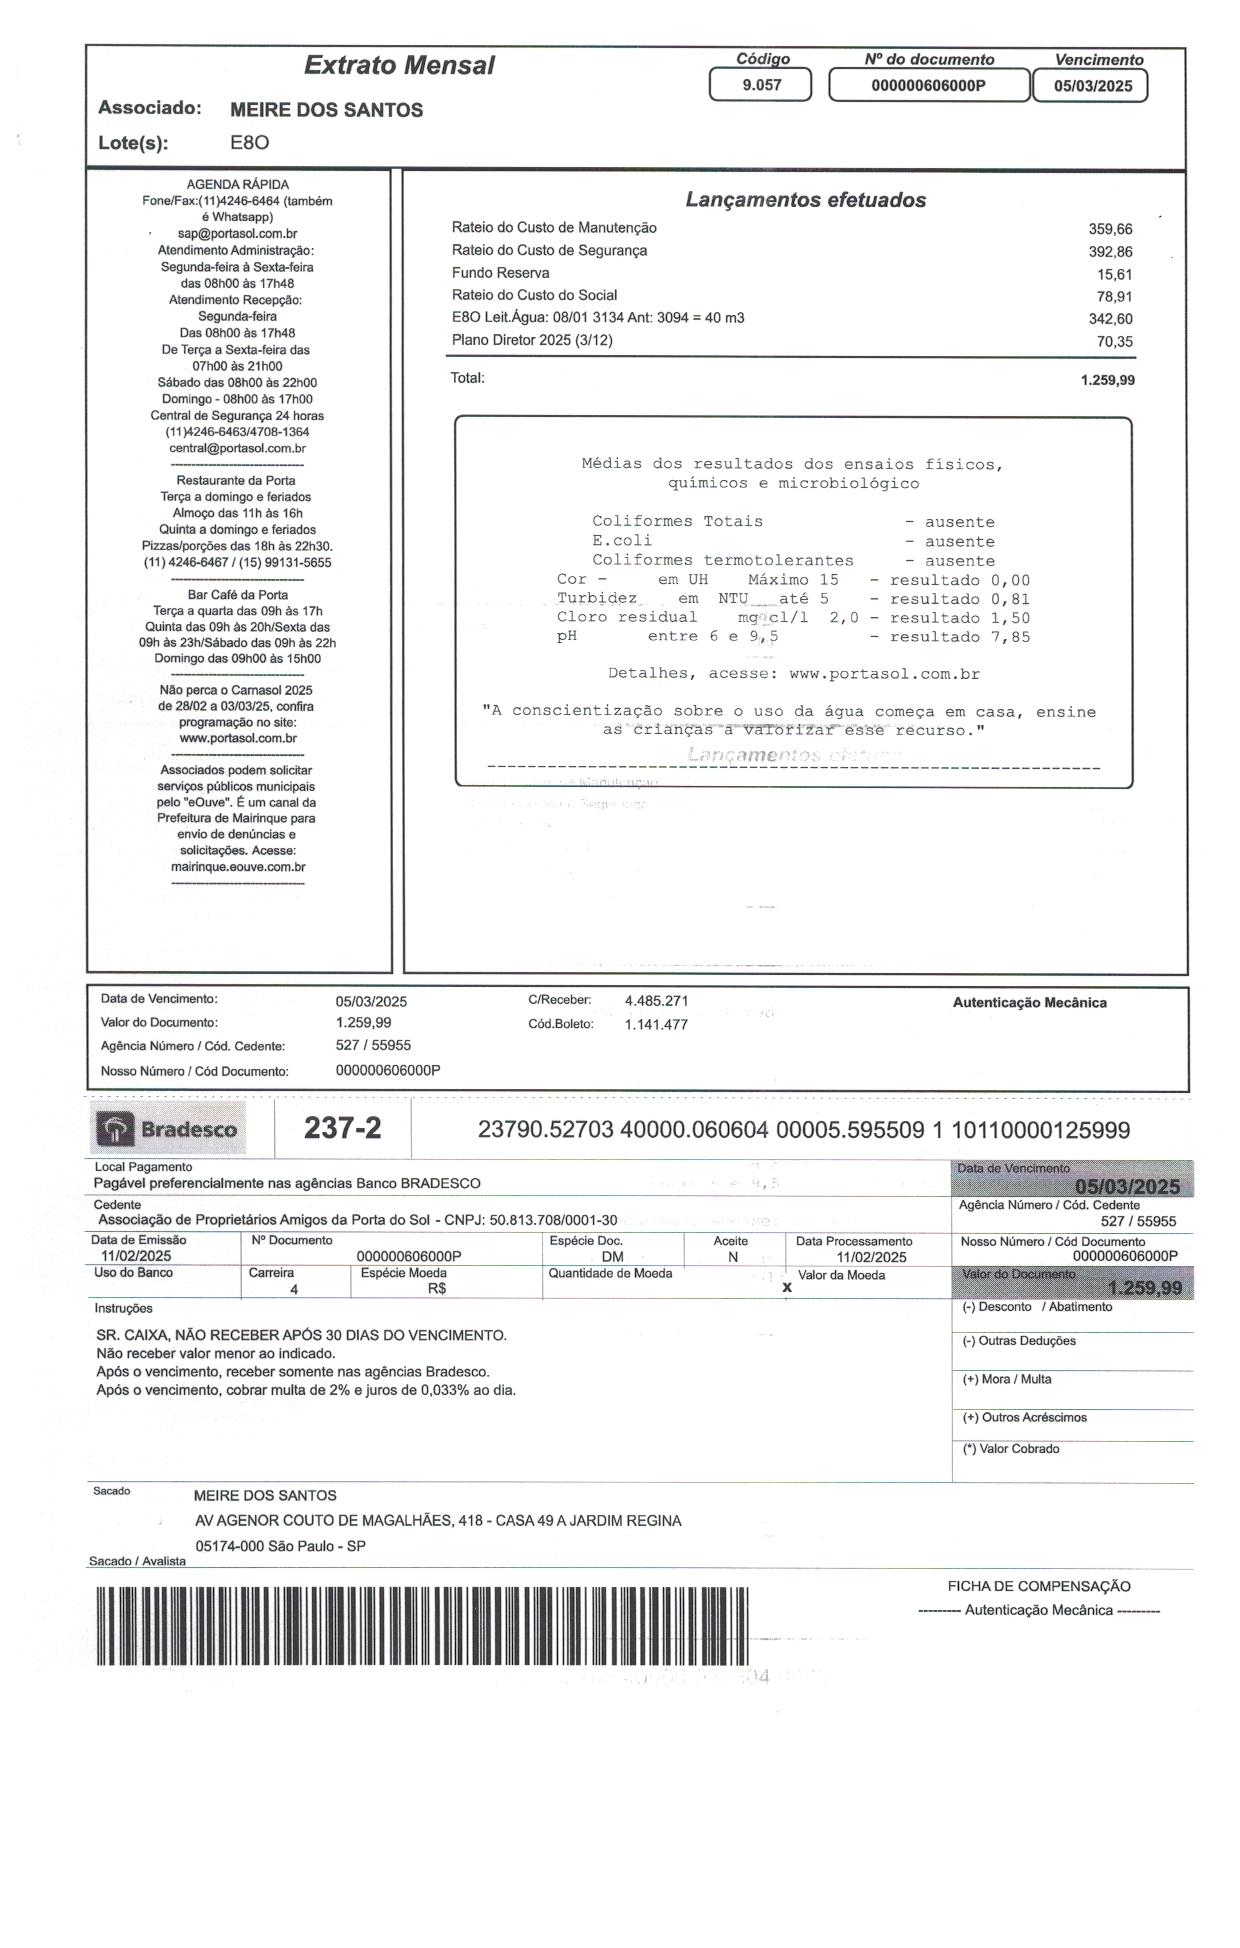 Extrato Mensal
Código
Nº do documento
Vencimento
9.057
000000606000P
05/03/2025
Associado: MEIRE DOS SANTOS
Lote(s): E8O
AGENDA RÁPIDA
Fone/Fax:(11)4246-6464 (também
é Whatsapp)
sap@portasol.com.br
Atendimento Administração:
Segunda-feira à Sexta-feira
das 08h00 às 17h48
Atendimento Recepção:
Segunda-feira
Das 08h00 às 17h48
De Terça a Sexta-feira das
07h00 às 21h00
Sábado das 08h00 às 22h00
Domingo - 08h00 às 17h00
Central de Segurança 24 horas
(11)4246-6463/4708-1364
central@portasol.com.br
--------------------------------
Restaurante da Porta
Terça a domingo e feriados
Almoço das 11h às 16h
Quinta a domingo e feriados
Pizzas/porções das 18h às 22h30.
(11) 4246-6467 / (15) 99131-5655
--------------------------------
Bar Café da Porta
Terça a quarta das 09h às 17h
Quinta das 09h às 20h/Sexta das
09h às 23h/Sábado das 09h às 22h
Domingo das 09h00 às 15h00
--------------------------------
Não perca o Carnasol 2025
de 28/02 a 03/03/25, confira
programação no site:
www.portasol.com.br
--------------------------------
Associados podem solicitar
serviços públicos municipais
pelo "eOuve". É um canal da
Prefeitura de Mairinque para
envio de denúncias e
solicitações. Acesse:
mairinque.eouve.com.br
--------------------------------
Lançamentos efetuados
Rateio do Custo de Manutenção 359,66
Rateio do Custo de Segurança 392,86
Fundo Reserva 15,61
Rateio do Custo do Social 78,91
E8O Leit.Água: 08/01 3134 Ant: 3094 = 40 m3 342,60
Plano Diretor 2025 (3/12) 70,35
Total: 1.259,99
Médias dos resultados dos ensaios físicos,
químicos e microbiológico
Coliformes Totais - ausente
E.coli - ausente
Coliformes termotolerantes - ausente
Cor - em UH Máximo 15 - resultado 0,00
Turbidez em NTU até 5 - resultado 0,81
Cloro residual mg cl/l 2,0 - resultado 1,50
pH entre 6 e 9,5 - resultado 7,85
Detalhes, acesse: www.portasol.com.br
"A conscientização sobre o uso da água começa em casa, ensine
as crianças a valorizar esse recurso."
Lançamentos
Data de Vencimento: 05/03/2025 C/Receber: 4.485.271 Autenticação Mecânica
Valor do Documento: 1.259,99 Cód.Boleto: 1.141.477
Agência Número / Cód. Cedente: 527 / 55955
Nosso Número / Cód Documento: 000000606000P
Bradesco 237-2 23790.52703 40000.060604 00005.595509 1 10110000125999
Local Pagamento
Pagável preferencialmente nas agências Banco BRADESCO
Data de Vencimento
05/03/2025
Cedente
Associação de Proprietários Amigos da Porta do Sol - CNPJ: 50.813.708/0001-30
Agência Número / Cód. Cedente
527 / 55955
Data de Emissão Nº Documento Espécie Doc. Aceite Data Processamento Nosso Número / Cód Documento
11/02/2025 000000606000P DM N 11/02/2025 000000606000P
Uso do Banco Carreira Espécie Moeda Quantidade de Moeda Valor da Moeda Valor do Documento
4 R$ x 1.259,99
Instruções
SR. CAIXA, NÃO RECEBER APÓS 30 DIAS DO VENCIMENTO.
Não receber valor menor ao indicado.
Após o vencimento, receber somente nas agências Bradesco.
Após o vencimento, cobrar multa de 2% e juros de 0,033% ao dia.
(-) Desconto / Abatimento
(-) Outras Deduções
(+) Mora / Multa
(+) Outros Acréscimos
(*) Valor Cobrado
Sacado MEIRE DOS SANTOS
AV AGENOR COUTO DE MAGALHÃES, 418 - CASA 49 A JARDIM REGINA
05174-000 São Paulo - SP
Sacado / Avalista
FICHA DE COMPENSAÇÃO
--------- Autenticação Mecânica ---------